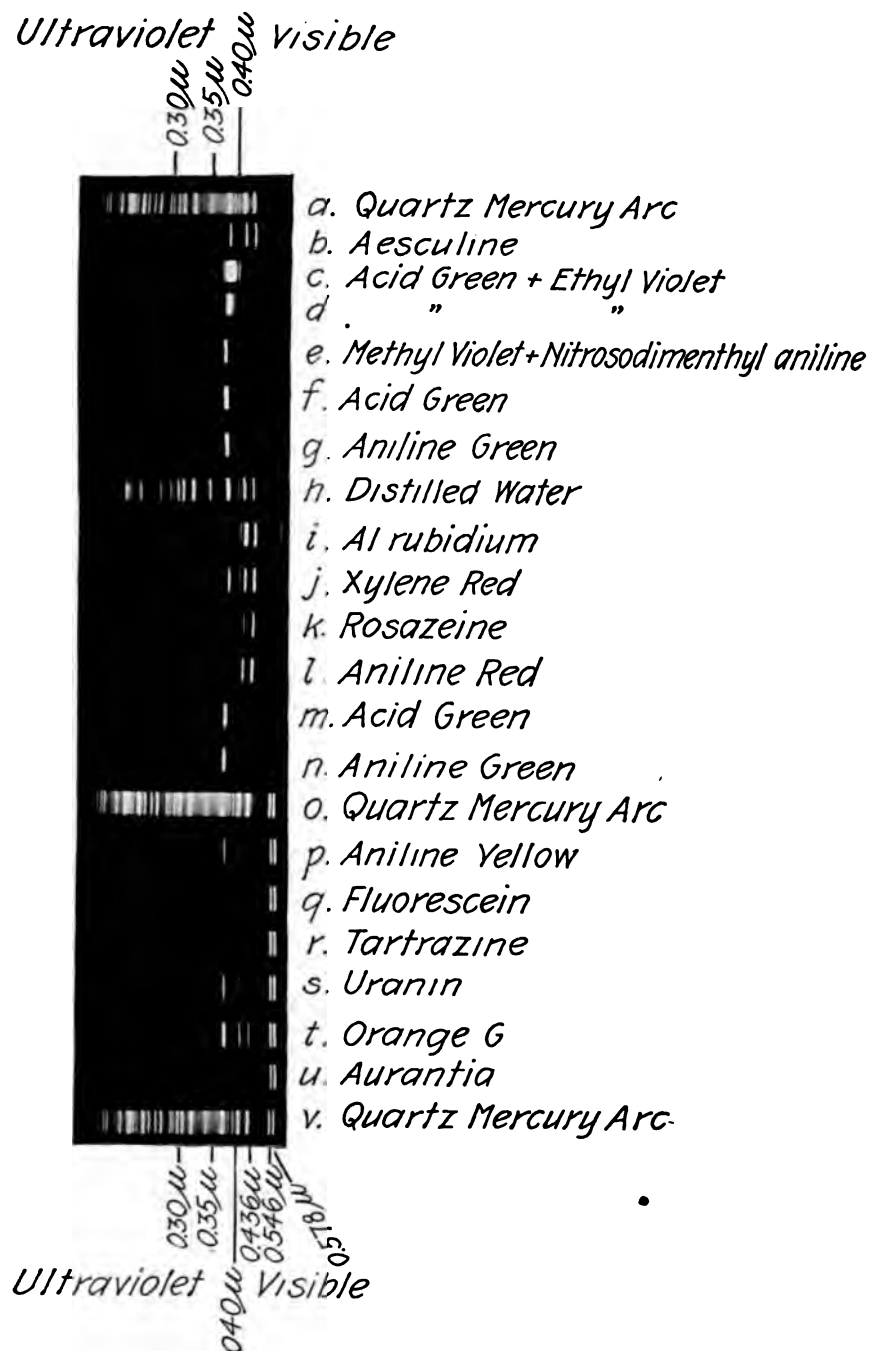 Ultraviolet Visible
0.30µ 0.35µ 0.40µ
a. Quartz Mercury Arc
b. Aesculine
c. Acid Green + Ethyl Violet
d. " "
e. Methyl Violet + Nitrosodimenthyl aniline
f. Acid Green
g. Aniline Green
h. Distilled Water
i. Al rubidium
j. Xylene Red
k. Rosazeine
l. Aniline Red
m. Acid Green
n. Aniline Green
o. Quartz Mercury Arc
p. Aniline Yellow
q. Fluorescein
r. Tartrazine
s. Uranin
t. Orange G
u. Aurantia
v. Quartz Mercury Arc
0.30µ 0.35µ 0.40µ 0.436µ 0.546µ 0.578µ
Ultraviolet Visible